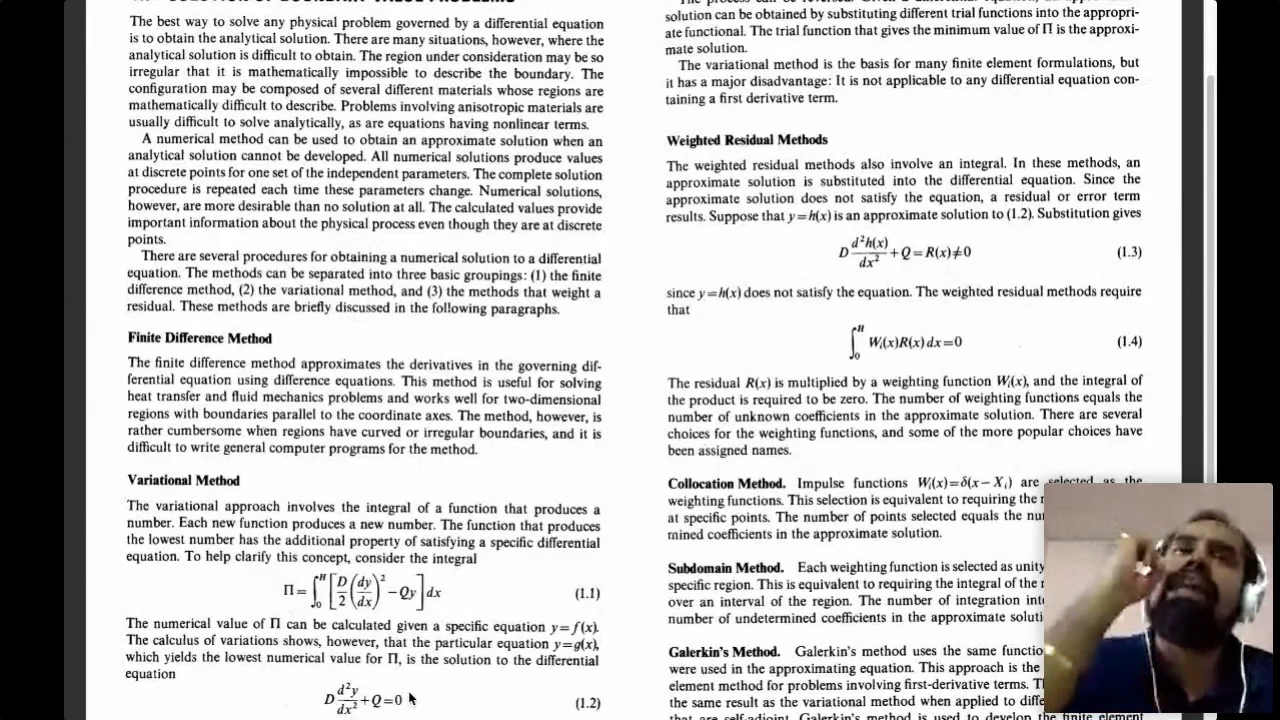 The best way to solve any physical problem governed by a differential equation
is to obtain the analytical solution. There are many situations, however, where the
analytical solution is difficult to obtain. The region under consideration may be so
irregular that it is mathematically impossible to describe the boundary. The
configuration may be composed of several different materials whose regions are
mathematically difficult to describe. Problems involving anisotropic materials are
usually difficult to solve analytically, as are equations having nonlinear terms.
A numerical method can be used to obtain an approximate solution when an
analytical solution cannot be developed. All numerical solutions produce values
at discrete points for one set of the independent parameters. The complete solution
procedure is repeated each time these parameters change. Numerical solutions,
however, are more desirable than no solution at all. The calculated values provide
important information about the physical process even though they are at discrete
points.
There are several procedures for obtaining a numerical solution to a differential
equation. The methods can be separated into three basic groupings: (1) the finite
difference method, (2) the variational method, and (3) the methods that weight a
residual. These methods are briefly discussed in the following paragraphs.
Finite Difference Method
The finite difference method approximates the derivatives in the governing dif-
ferential equation using difference equations. This method is useful for solving
heat transfer and fluid mechanics problems and works well for two-dimensional
regions with boundaries parallel to the coordinate axes. The method, however, is
rather cumbersome when regions have curved or irregular boundaries, and it is
difficult to write general computer programs for the method.
Variational Method
The variational approach involves the integral of a function that produces a
number. Each new function produces a new number. The function that produces
the lowest number has the additional property of satisfying a specific differential
equation. To help clarify this concept, consider the integral
Π = ∫₀ᴴ [D/2 (dy/dx)² − Qy] dx (1.1)
The numerical value of Π can be calculated given a specific equation y=f(x).
The calculus of variations shows, however, that the particular equation y=g(x),
which yields the lowest numerical value for Π, is the solution to the differential
equation
D d²y/dx² + Q = 0 (1.2)
solution can be obtained by substituting different trial functions into the appropri-
ate functional. The trial function that gives the minimum value of Π is the approxi-
mate solution.
The variational method is the basis for many finite element formulations, but
it has a major disadvantage: It is not applicable to any differential equation con-
taining a first derivative term.
Weighted Residual Methods
The weighted residual methods also involve an integral. In these methods, an
approximate solution is substituted into the differential equation. Since the
approximate solution does not satisfy the equation, a residual or error term
results. Suppose that y=h(x) is an approximate solution to (1.2). Substitution gives
D d²h(x)/dx² + Q = R(x) ≠ 0 (1.3)
since y=h(x) does not satisfy the equation. The weighted residual methods require
that
∫₀ᴴ Wᵢ(x)R(x) dx = 0 (1.4)
The residual R(x) is multiplied by a weighting function Wᵢ(x), and the integral of
the product is required to be zero. The number of weighting functions equals the
number of unknown coefficients in the approximate solution. There are several
choices for the weighting functions, and some of the more popular choices have
been assigned names.
Collocation Method. Impulse functions Wᵢ(x)=δ(x−Xᵢ) are selected as the
weighting functions. This selection is equivalent to requiring the
at specific points. The number of points selected equals the
mined coefficients in the approximate solution.
Subdomain Method. Each weighting function is selected as unity
specific region. This is equivalent to requiring the integral of the
over an interval of the region. The number of integration
number of undetermined coefficients in the approximate
Galerkin's Method. Galerkin's method uses the same
were used in the approximating equation. This approach is the
element method for problems involving first-derivative terms.
the same result as the variational method when applied to
that are self-adjoint. Galerkin's method is used to develop the finite element